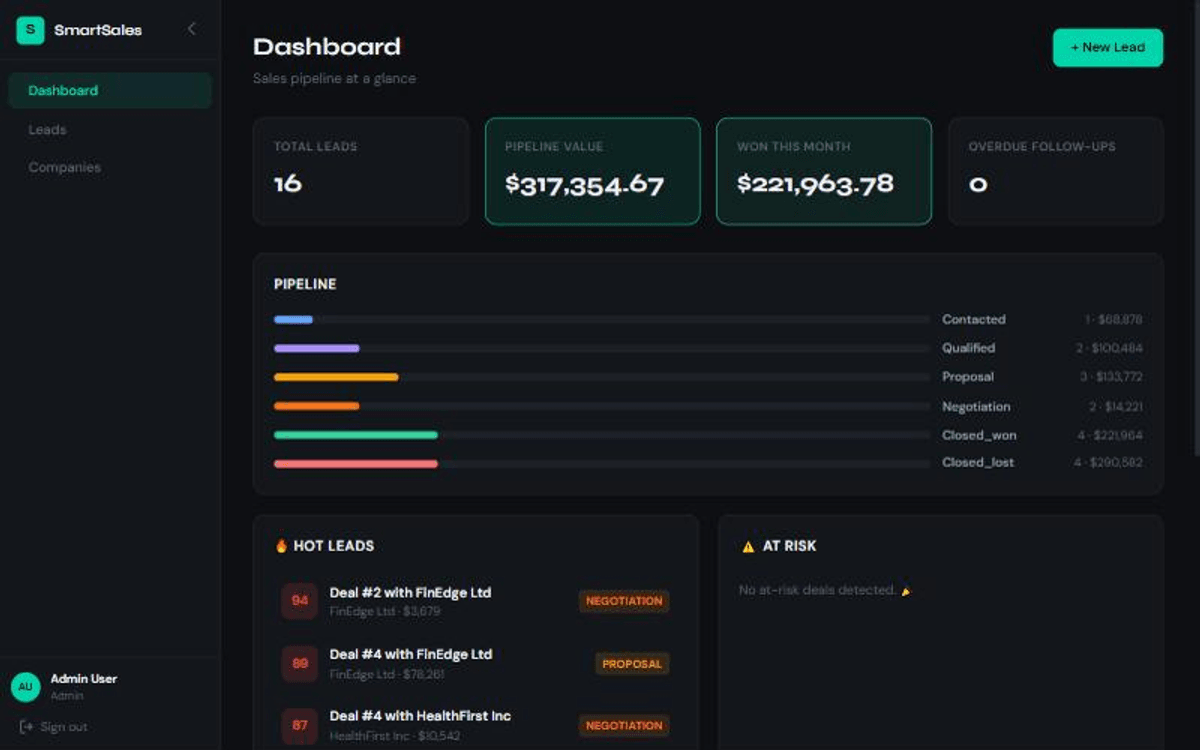 S SmartSales
Dashboard
Leads
Companies
AU Admin User
Admin
Sign out
Dashboard
Sales pipeline at a glance
+ New Lead
TOTAL LEADS
16
PIPELINE VALUE
$317,354.67
WON THIS MONTH
$221,963.78
OVERDUE FOLLOW-UPS
0
PIPELINE
Contacted 1 · $68,878
Qualified 2 · $100,484
Proposal 3 · $133,772
Negotiation 2 · $14,221
Closed_won 4 · $221,964
Closed_lost 4 · $290,582
🔥 HOT LEADS
94 Deal #2 with FinEdge Ltd NEGOTIATION
FinEdge Ltd · $3,679
89 Deal #4 with FinEdge Ltd PROPOSAL
FinEdge Ltd · $78,261
87 Deal #4 with HealthFirst Inc NEGOTIATION
HealthFirst Inc · $10,542
⚠️ AT RISK
No at-risk deals detected. 🎉